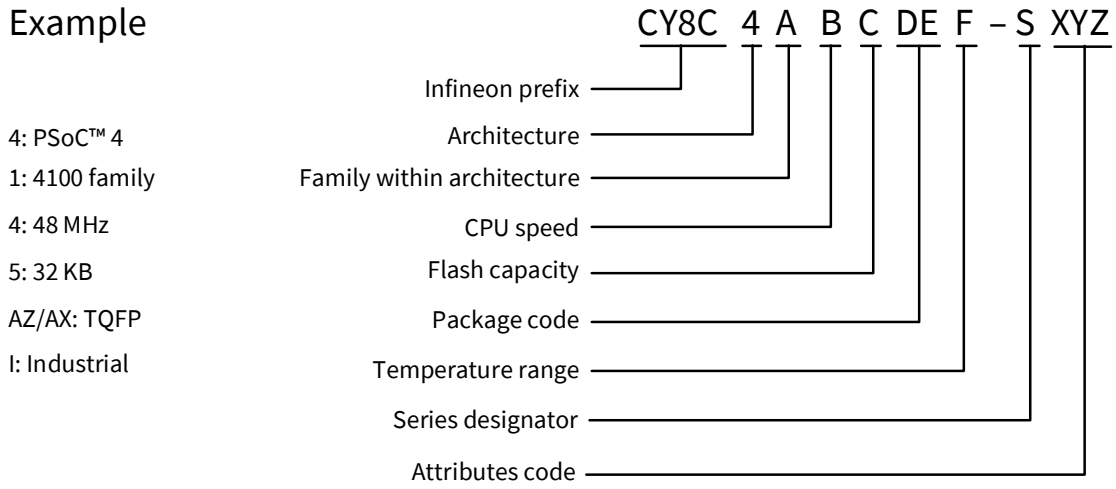 Example CY8C 4 A B C DE F – S XYZ
Infineon prefix
4: PSoC™ 4 Architecture
1: 4100 family Family within architecture
4: 48 MHz CPU speed
5: 32 KB Flash capacity
AZ/AX: TQFP Package code
I: Industrial Temperature range
Series designator
Attributes code